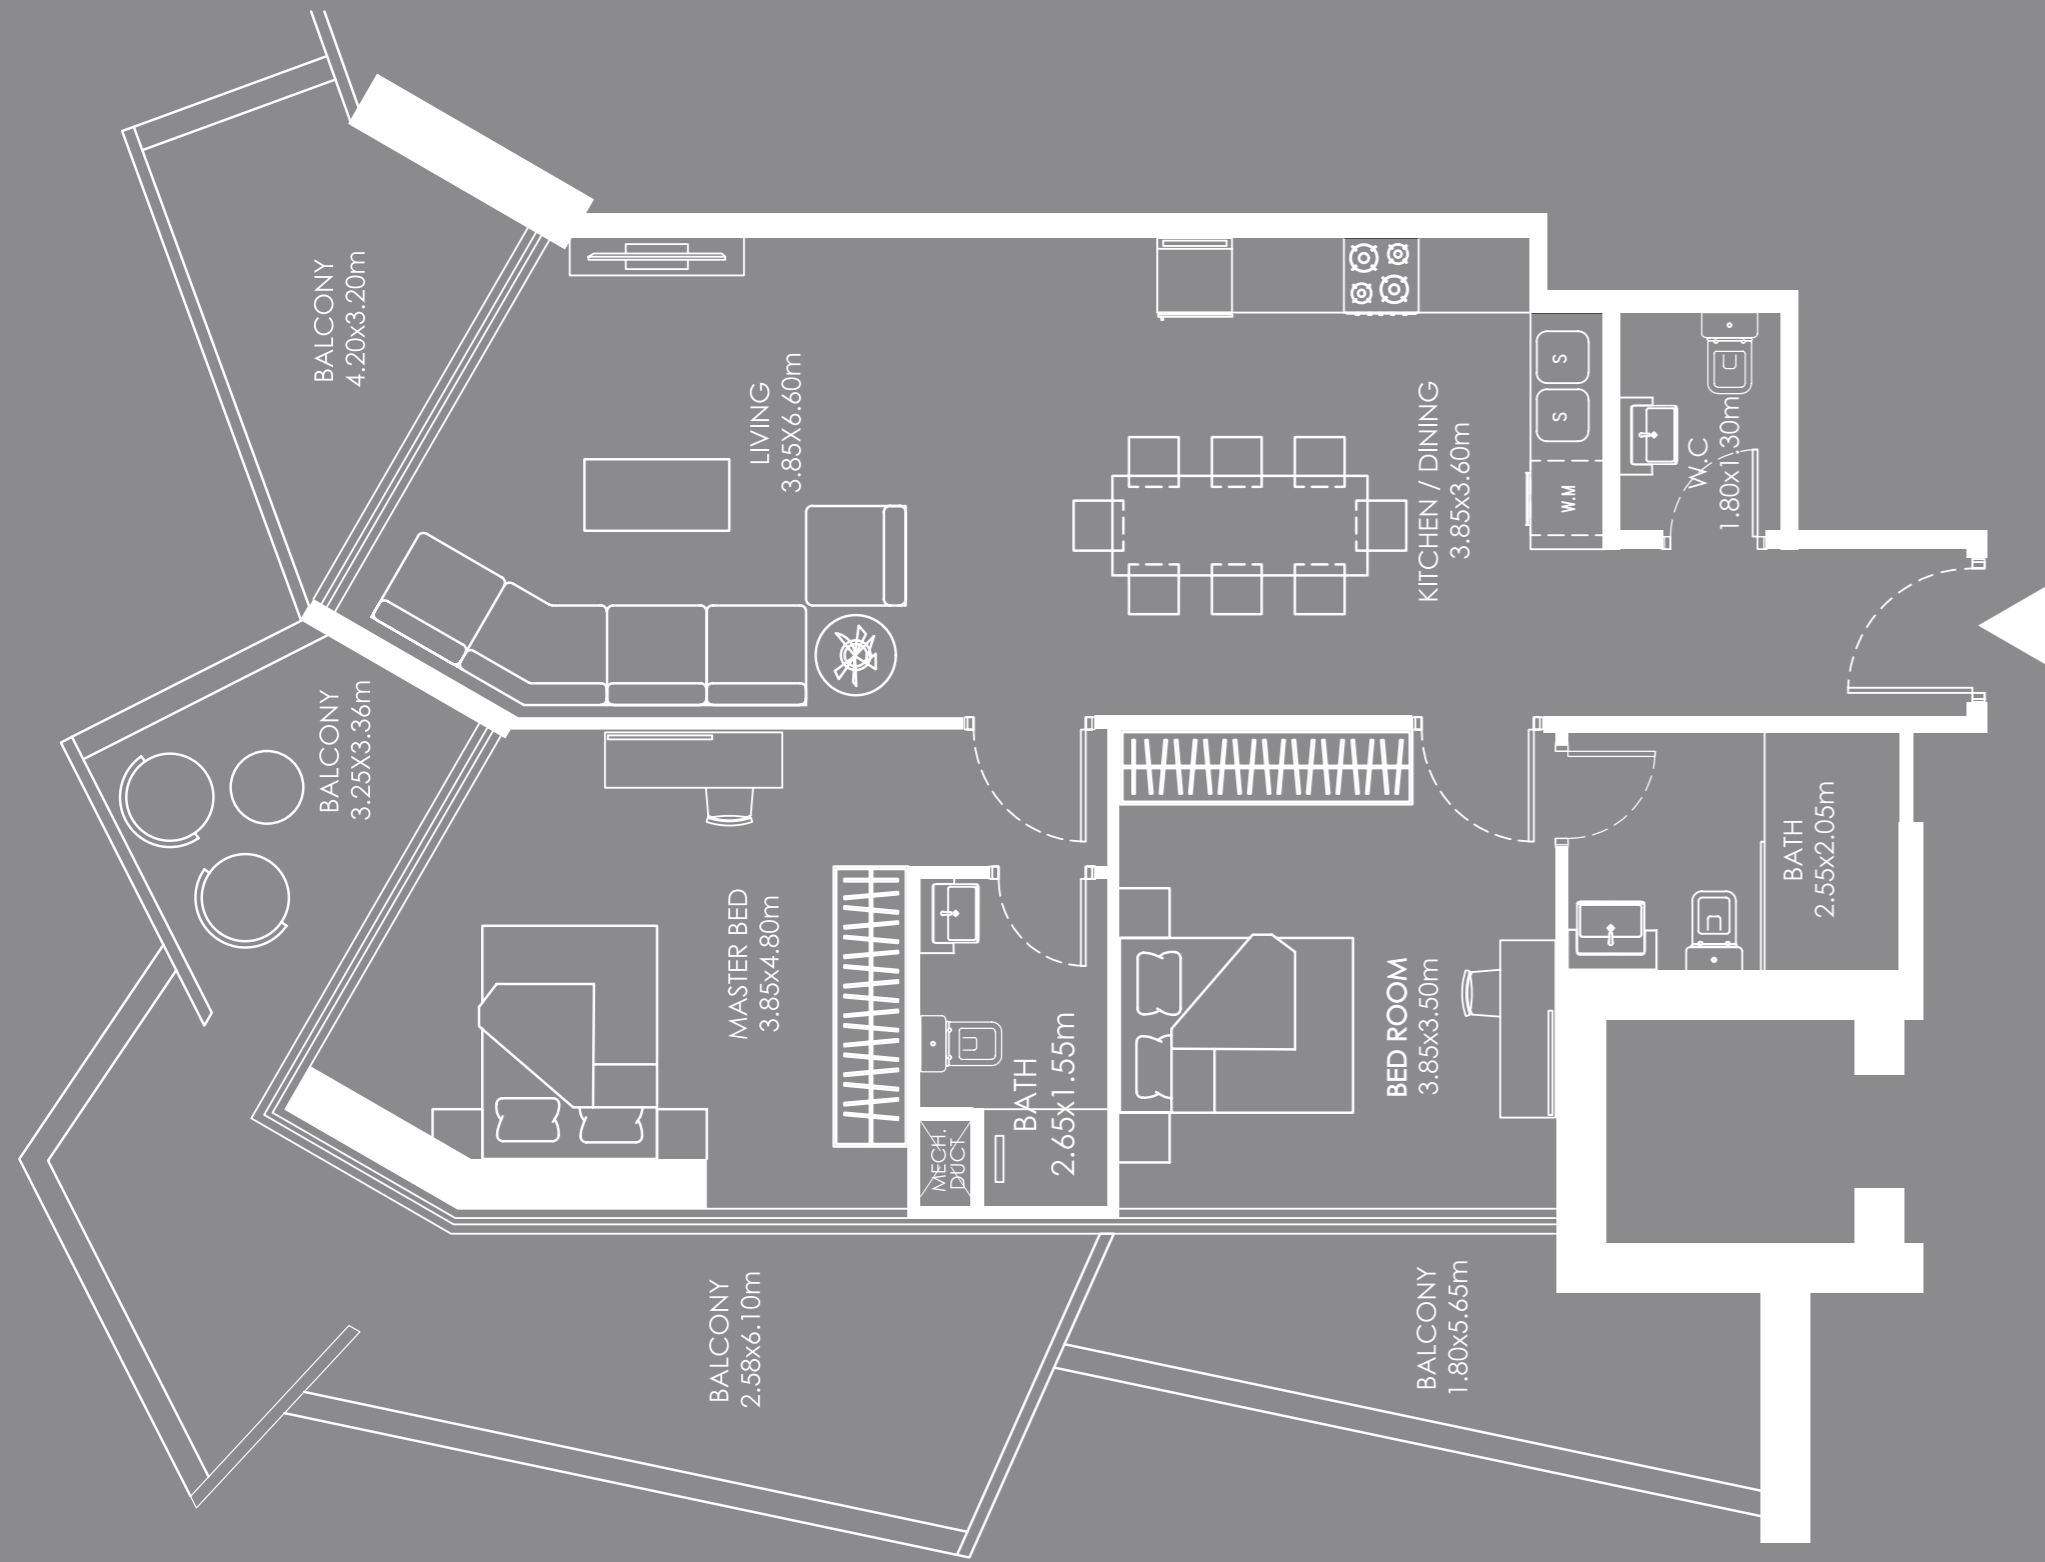 BALCONY
4.20x3.20m
LIVING
3.85X6.60m
KITCHEN / DINING
3.85x3.60m
S
S
W.M
W.C
1.80x1.30m
BALCONY
3.25X3.36m
MASTER BED
3.85x4.80m
BATH
2.65x1.55m
MECH.
DUCT
BED ROOM
3.85x3.50m
BATH
2.55x2.05m
BALCONY
2.58x6.10m
BALCONY
1.80x5.65m